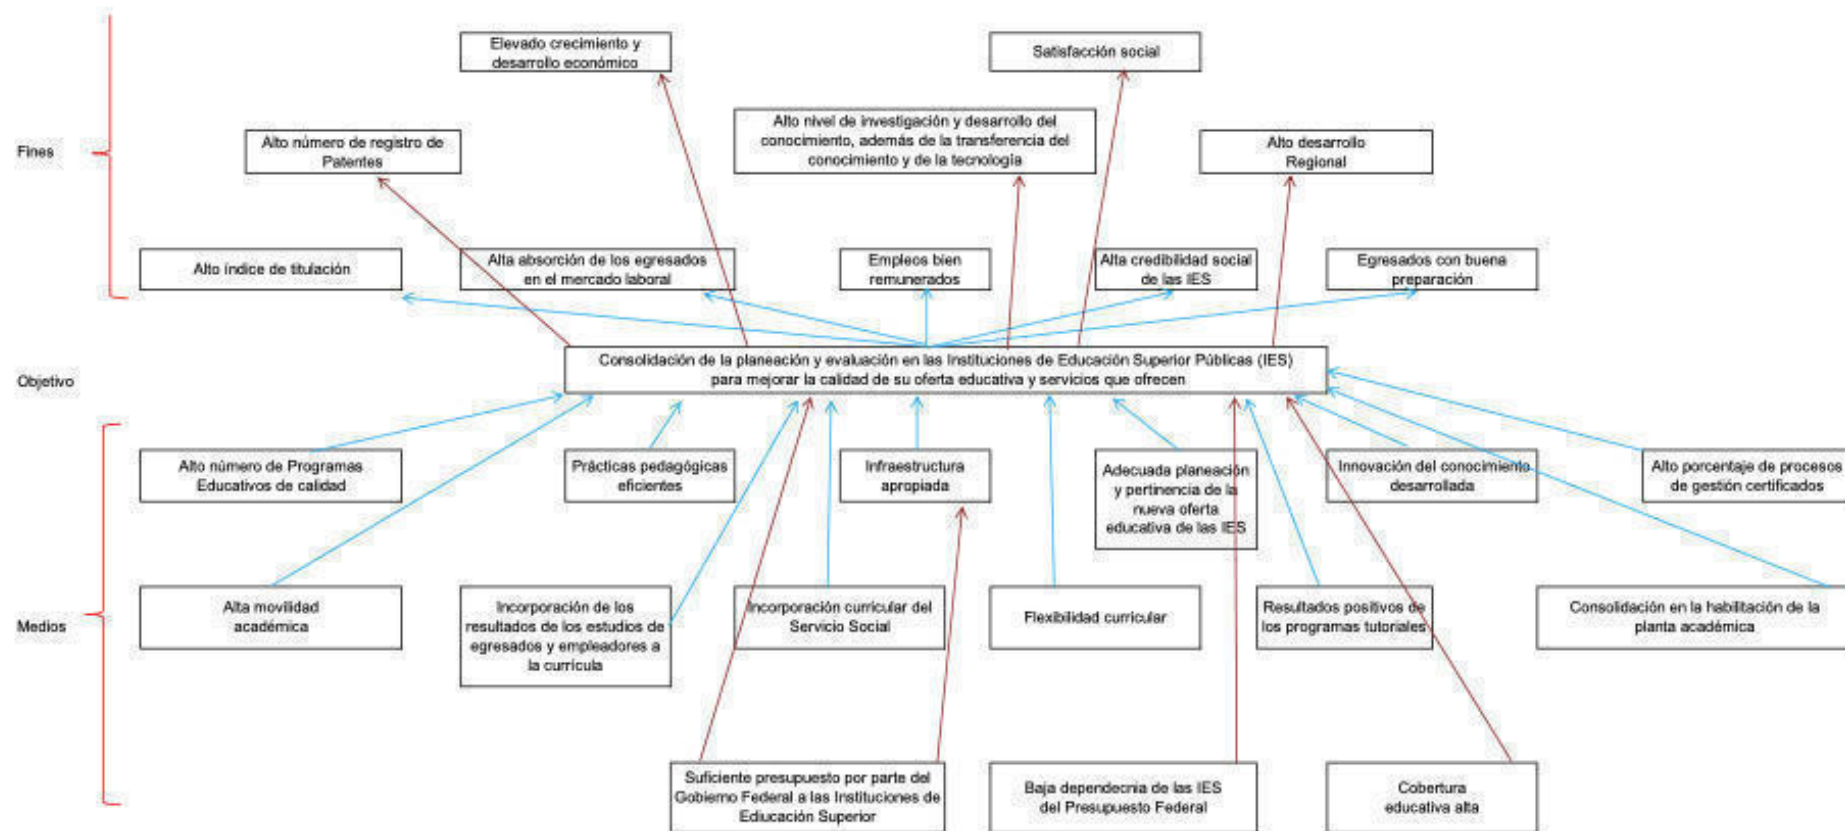 Elevado crecimiento y
desarrollo económico
Satisfacción social
Fines
Alto número de registro de
Patentes
Alto nivel de investigación y desarrollo del
conocimiento, además de la transferencia del
conocimiento y de la tecnología
Alto desarrollo
Regional
Alto índice de titulación
Alta absorción de los egresados
en el mercado laboral
Empleos bien
remunerados
Alta credibilidad social
de las IES
Egresados con buena
preparación
Objetivo
Consolidación de la planeación y evaluación en las Instituciones de Educación Superior Públicas (IES)
para mejorar la calidad de su oferta educativa y servicios que ofrecen
Alto número de Programas
Educativos de calidad
Prácticas pedagógicas
eficientes
Infraestructura
apropiada
Adecuada planeación
y pertinencia de la
nueva oferta
educativa de las IES
Innovación del conocimiento
desarrollada
Alto porcentaje de procesos
de gestión certificados
Medios
Alta movilidad
académica
Incorporación de los
resultados de los estudios de
egresados y empleadores a
la currícula
Incorporación curricular del
Servicio Social
Flexibilidad curricular
Resultados positivos de
los programas tutoriales
Consolidación en la habilitación de la
planta académica
Suficiente presupuesto por parte del
Gobierno Federal a las Instituciones de
Ediucación Superior
Baja dependecnia de las IES
del Presupuesto Federal
Cobertura
educativa alta